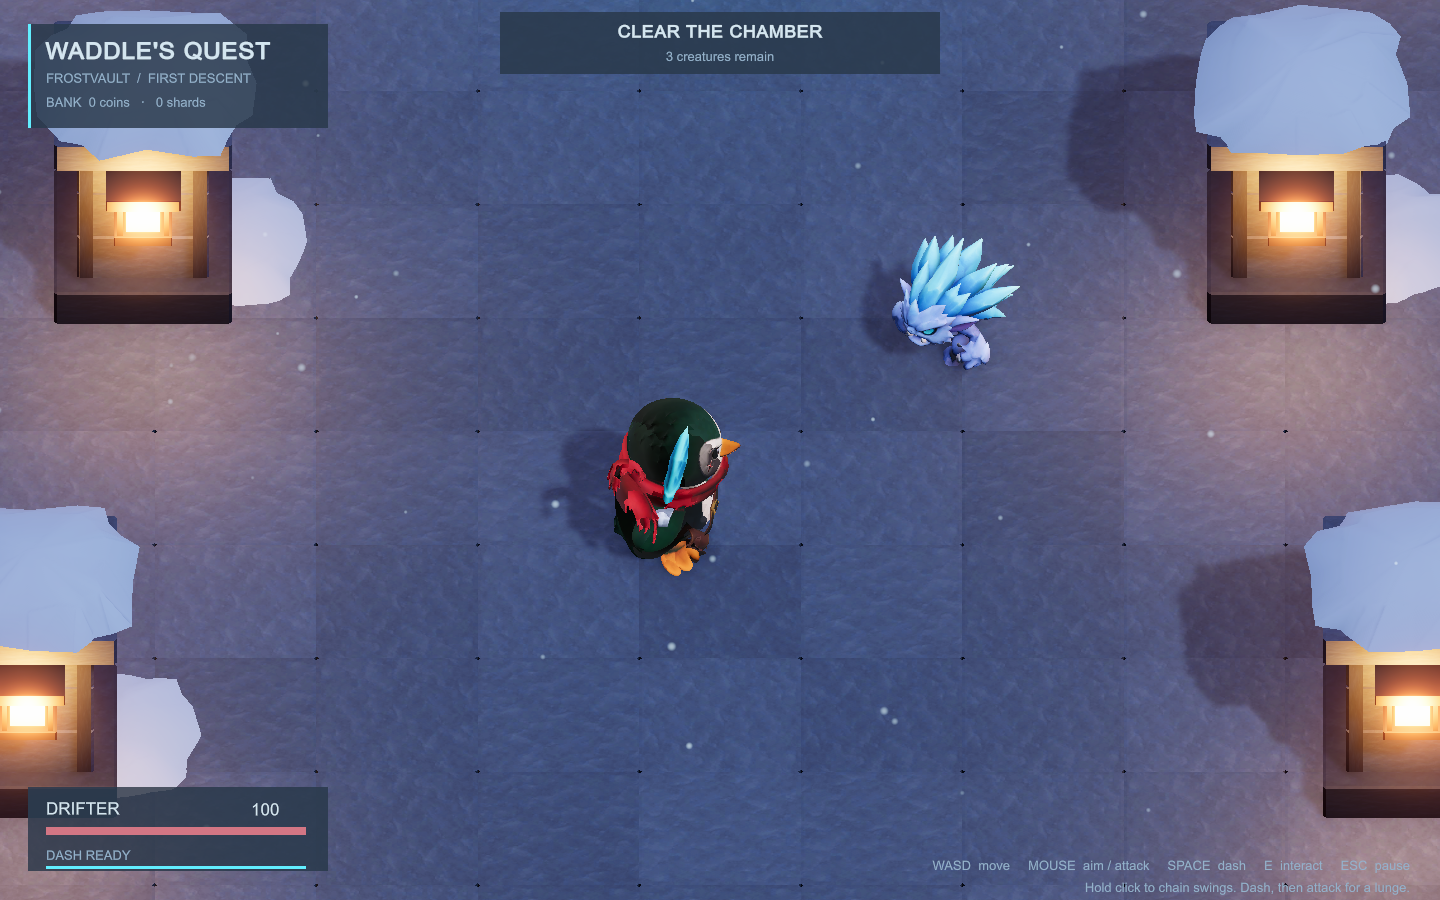 WADDLE'S QUEST
FROSTVAULT / FIRST DESCENT
BANK 0 coins · 0 shards
CLEAR THE CHAMBER
3 creatures remain
DRIFTER 100
DASH READY
WASD move MOUSE aim / attack SPACE dash E interact ESC pause
Hold click to chain swings. Dash, then attack for a lunge.